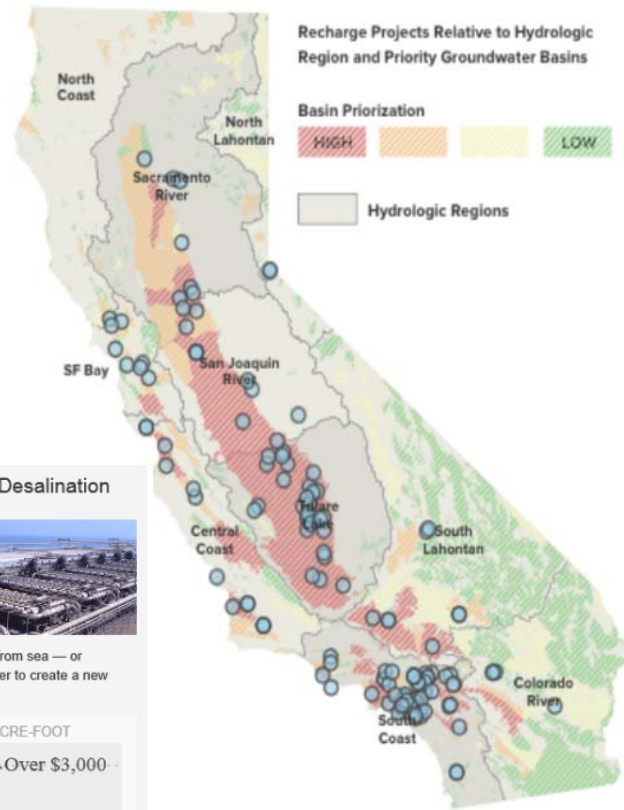 Recharge Projects Relative to Hydrologic
Region and Priority Groundwater Basins
Basin Priorization
HIGH
LOW
Hydrologic Regions
North
Coast
North
Lahontan
Sacramento
River
SF Bay
San Joaquin
River
Tulare
Lake
Central
Coast
South
Lahontan
Colorado
River
South
Coast
Desalination
from sea — or
er to create a new
CRE-FOOT
Over $3,000